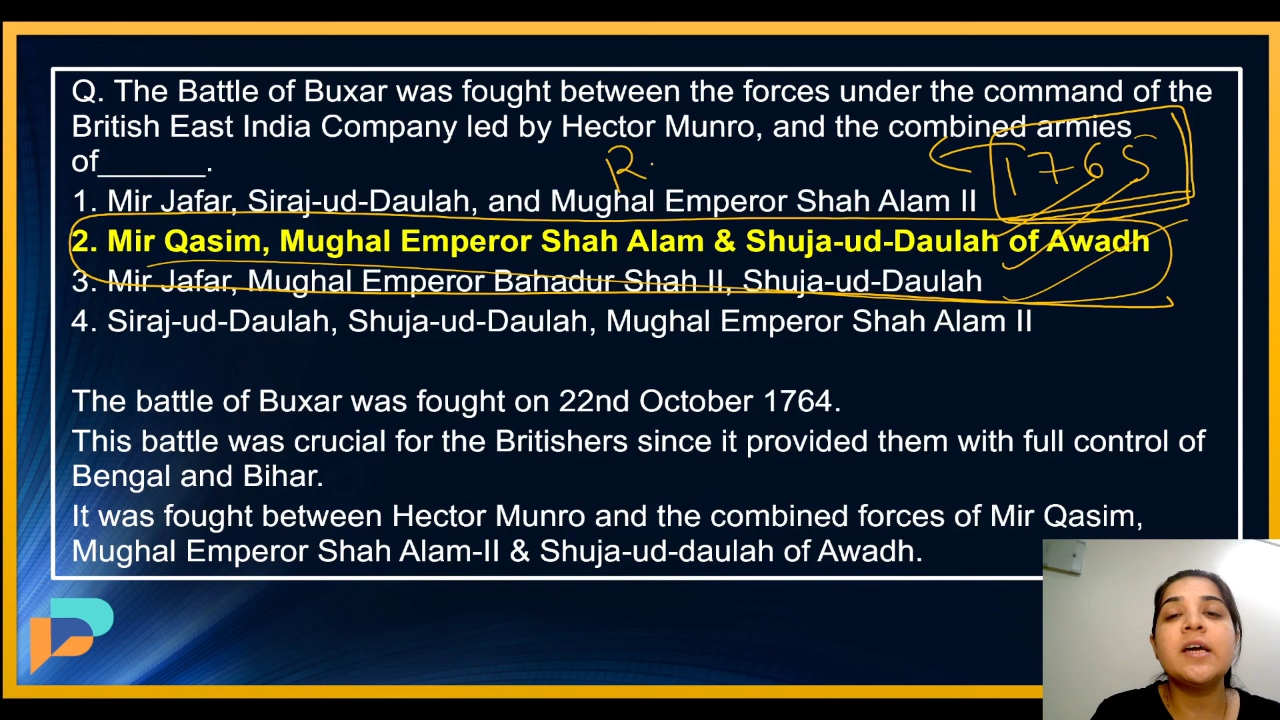 Q. The Battle of Buxar was fought between the forces under the command of the
British East India Company led by Hector Munro, and the combined armies
of______.
R.
1765
1. Mir Jafar, Siraj-ud-Daulah, and Mughal Emperor Shah Alam II
2. Mir Qasim, Mughal Emperor Shah Alam & Shuja-ud-Daulah of Awadh
3. Mir Jafar, Mughal Emperor Bahadur Shah II, Shuja-ud-Daulah
4. Siraj-ud-Daulah, Shuja-ud-Daulah, Mughal Emperor Shah Alam II
The battle of Buxar was fought on 22nd October 1764.
This battle was crucial for the Britishers since it provided them with full control of
Bengal and Bihar.
It was fought between Hector Munro and the combined forces of Mir Qasim,
Mughal Emperor Shah Alam-II & Shuja-ud-daulah of Awadh.